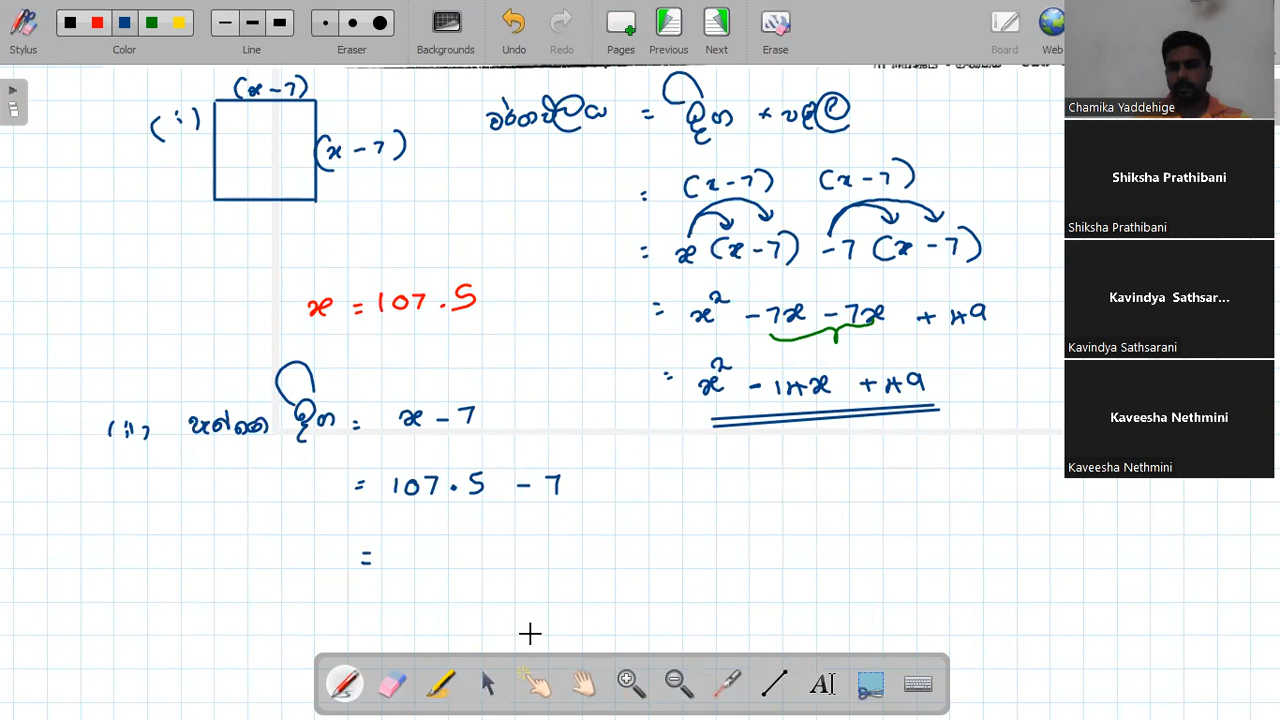 Stylus Color Line Eraser Backgrounds Undo Redo Pages Previous Next Erase Board Web
(x - 7)
(i) (x - 7)
වර්ගඵලය = දිග × පළල
= (x - 7) (x - 7)
= x (x - 7) - 7 (x - 7)
= x² - 7x - 7x + 49
= x² - 14x + 49
x = 107.5
(ii) පැත්තක දිග = x - 7
= 107.5 - 7
=
Chamika Yaddehige
Shiksha Prathibani
Shiksha Prathibani
Kavindya Sathsar...
Kavindya Sathsarani
Kaveesha Nethmini
Kaveesha Nethmini